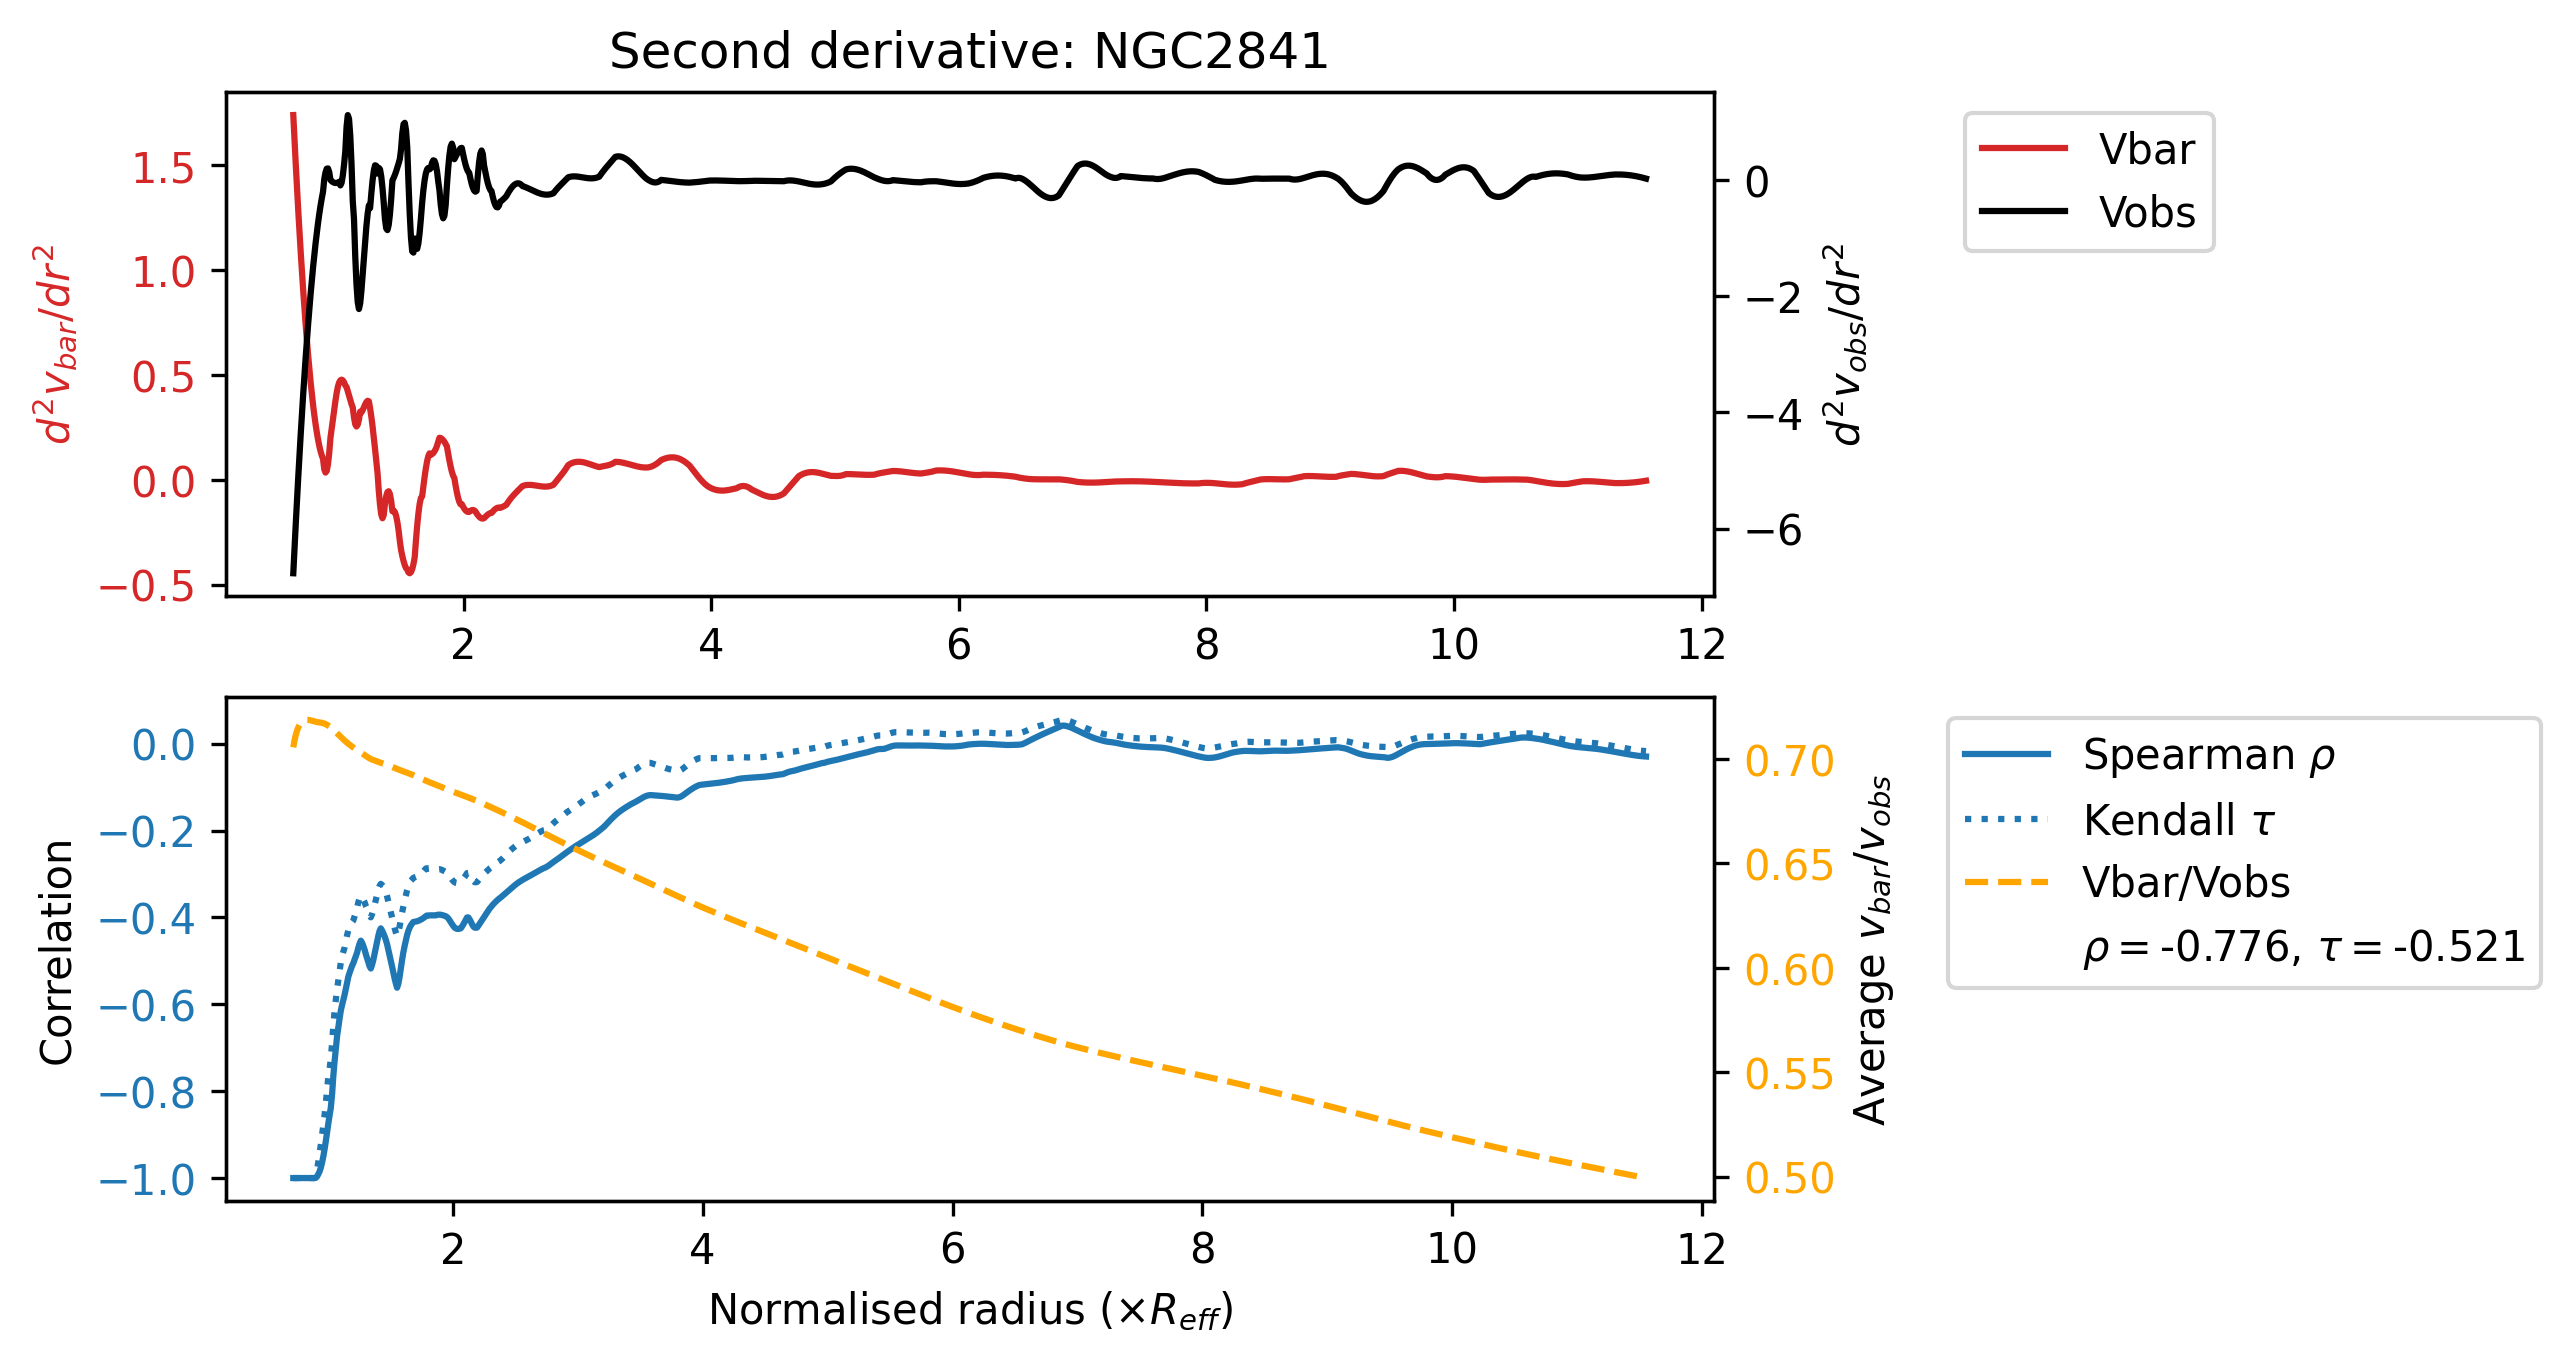 Second derivative: NGC2841
d²v_bar/dr²
1.5
1.0
0.5
0.0
−0.5
0
−2
−4
−6
d²v_obs/dr²
2 4 6 8 10 12
Vbar
Vobs
Correlation
0.0
−0.2
−0.4
−0.6
−0.8
−1.0
0.70
0.65
0.60
0.55
0.50
Average v_bar/v_obs
2 4 6 8 10 12
Normalised radius (×R_eff)
Spearman ρ
Kendall τ
Vbar/Vobs
ρ = -0.776, τ = -0.521